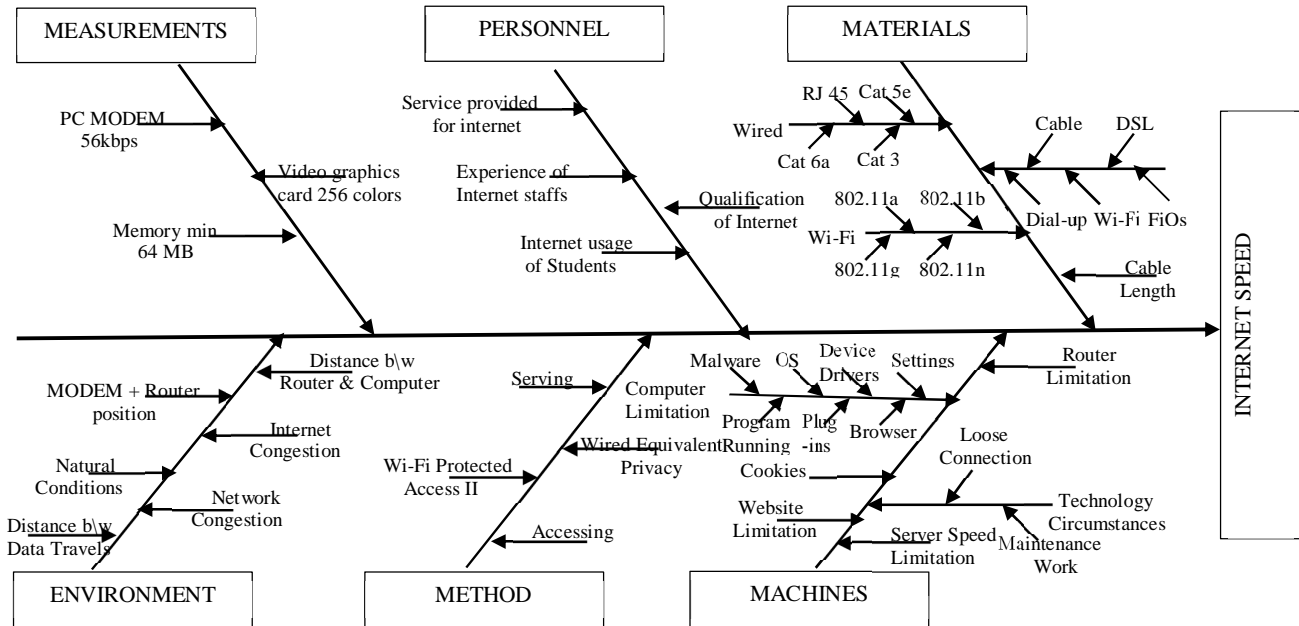 MEASUREMENTS
PERSONNEL
MATERIALS
PC MODEM
56kbps
Video graphics
card 256 colors
Memory min
64 MB
Service provided
for internet
Experience of
Internet staffs
Qualification
of Internet
Internet usage
of Students
RJ 45
Cat 5e
Wired
Cat 6a
Cat 3
Cable
DSL
Dial-up
Wi-Fi
FiOs
802.11a
802.11b
Wi-Fi
802.11g
802.11n
Cable
Length
INTERNET SPEED
Distance b\w
Router & Computer
MODEM + Router
position
Internet
Congestion
Natural
Conditions
Network
Congestion
Distance b\w
Data Travels
Serving
Computer
Limitation
Wired Equivalent
Privacy
Wi-Fi Protected
Access II
Accessing
Malware
OS
Device
Drivers
Settings
Program
Running
Plug
-ins
Browser
Router
Limitation
Cookies
Loose
Connection
Website
Limitation
Technology
Circumstances
Server Speed
Limitation
Maintenance
Work
ENVIRONMENT
METHOD
MACHINES